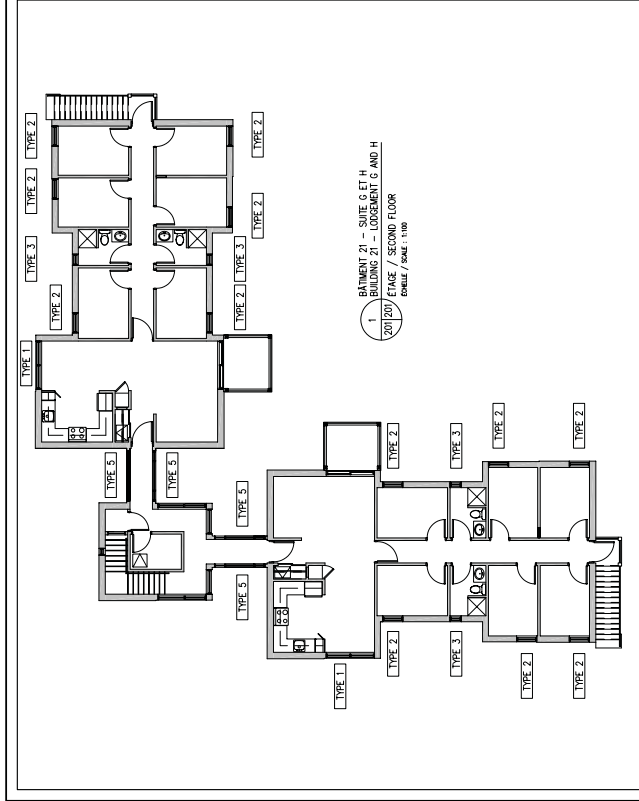 TYPE 2
TYPE 2
TYPE 3
TYPE 2
TYPE 1
TYPE 2
TYPE 2
TYPE 3
TYPE 2
TYPE 5
TYPE 5
TYPE 5
TYPE 5
BÂTIMENT 21 - SUITE G ET H
BUILDING 21 - LODGEMENT G AND H
1
201 201
ÉTAGE / SECOND FLOOR
ÉCHELLE / SCALE : 1:100
TYPE 2
TYPE 3
TYPE 2
TYPE 2
TYPE 1
TYPE 2
TYPE 3
TYPE 2
TYPE 2